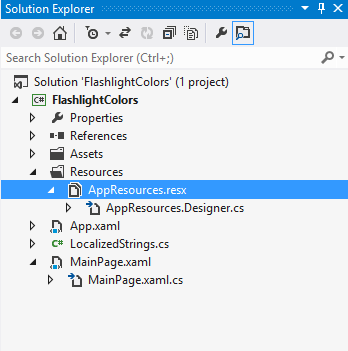 Solution Explorer
Search Solution Explorer (Ctrl+;)
Solution 'FlashlightColors' (1 project)
C# FlashlightColors
Properties
References
Assets
Resources
AppResources.resx
AppResources.Designer.cs
App.xaml
C# LocalizedStrings.cs
MainPage.xaml
MainPage.xaml.cs